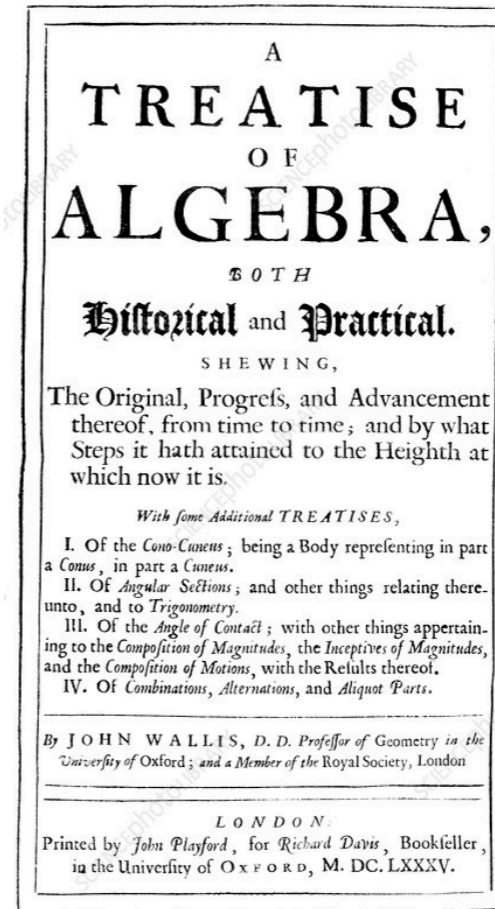 A
TREATISE
OF
ALGEBRA,
BOTH
Hiſtorical and Practical.
SHEWING,
The Original, Progreſs, and Advancement
thereof, from time to time; and by what
Steps it hath attained to the Heighth at
which now it is.
With ſome Additional TREATISES,
I. Of the Cono-Cuneus; being a Body repreſenting in part
a Conus, in part a Cuneus.
II. Of Angular Sections; and other things relating there-
unto, and to Trigonometry.
III. Of the Angle of Contact; with other things appertain-
ing to the Compoſition of Magnitudes, the Inceptives of Magnitudes,
and the Compoſition of Motions, with the Reſults thereof.
IV. Of Combinations, Alternations, and Aliquot Parts.
By JOHN WALLIS, D. D. Profeſſor of Geometry in the
Univerſity of Oxford; and a Member of the Royal Society, London
LONDON:
Printed by John Playford, for Richard Davis, Bookſeller,
in the Univerſity of OXFORD, M. DC. LXXXV.
SCIENCEphotoLIBRARY